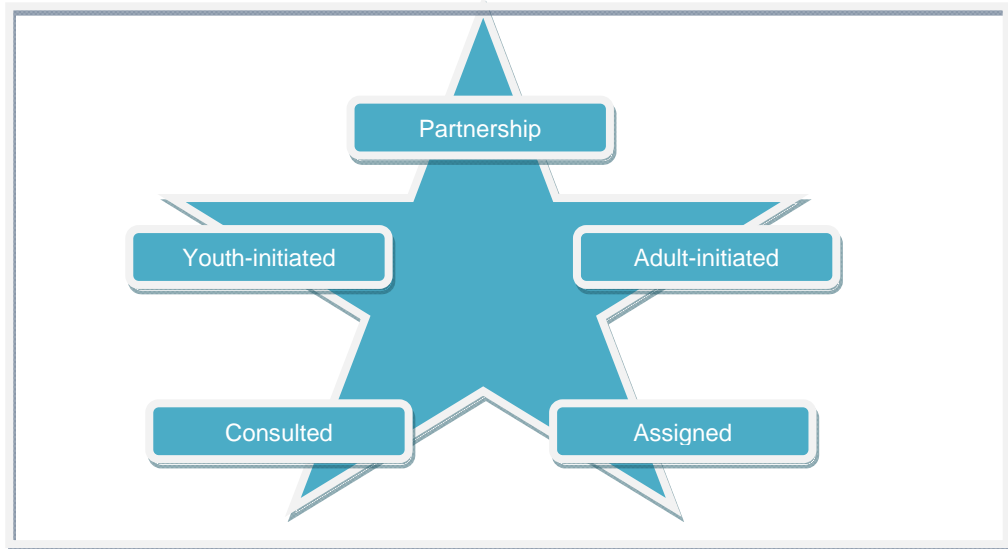 Partnership
Youth-initiated
Adult-initiated
Consulted
Assigned